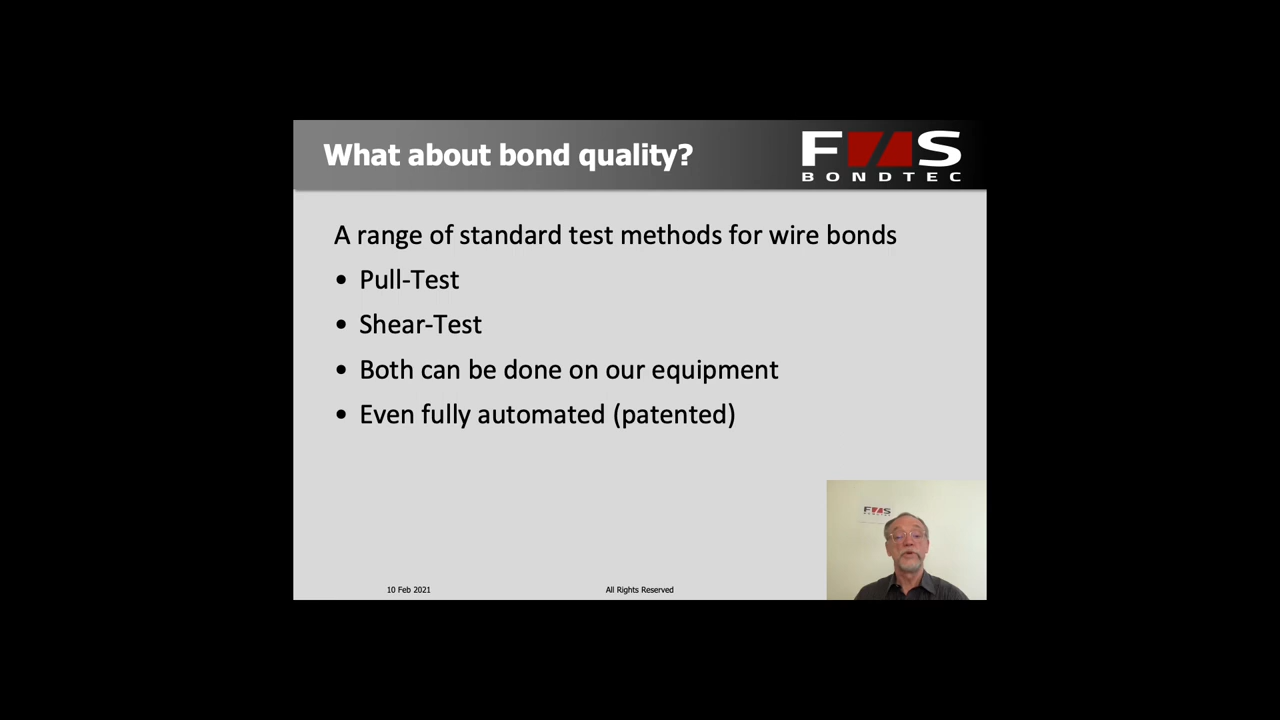 What about bond quality?
F S
BONDTEC
A range of standard test methods for wire bonds
• Pull-Test
• Shear-Test
• Both can be done on our equipment
• Even fully automated (patented)
F S
BONDTEC
10 Feb 2021
All Rights Reserved